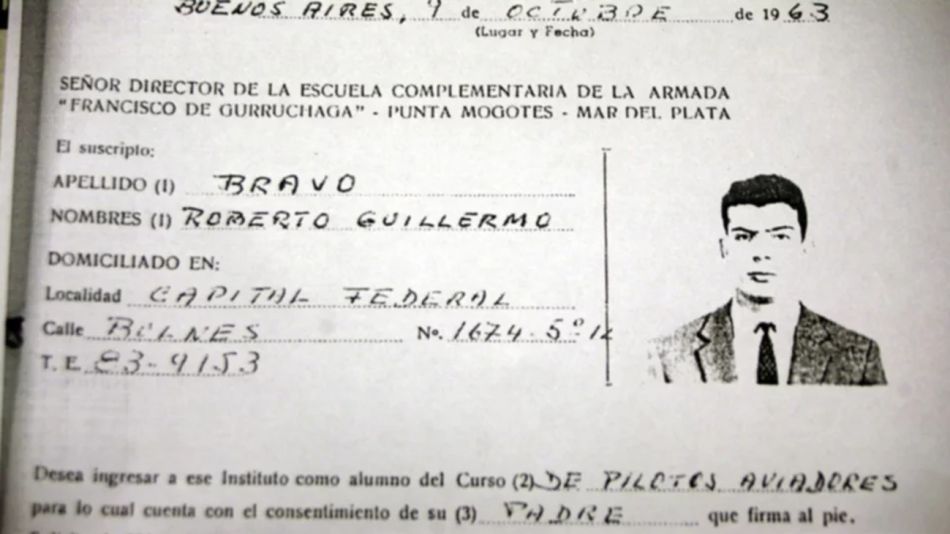 BUENOS AIRES, 9 de OCTUBRE de 1963
(Lugar y Fecha)
SEÑOR DIRECTOR DE LA ESCUELA COMPLEMENTARIA DE LA ARMADA
"FRANCISCO DE GURRUCHAGA" - PUNTA MOGOTES - MAR DEL PLATA
El suscripto:
APELLIDO (1) BRAVO
NOMBRES (1) ROBERTO GUILLERMO
DOMICILIADO EN:
Localidad CAPITAL FEDERAL
Calle BULNES No. 1674-5º
T. E. 83-9153
Desea ingresar a ese Instituto como alumno del Curso (2) DE PILOTOS AVIADORES
para lo cual cuenta con el consentimiento de su (3) PADRE que firma al pie.